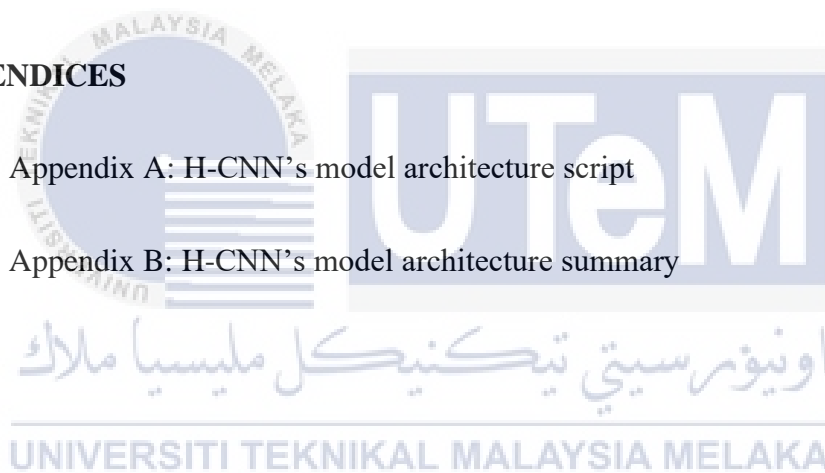 ENDICES
Appendix A: H-CNN’s model architecture script
Appendix B: H-CNN’s model architecture summary
UNIVERSITI TEKNIKAL MALAYSIA MELAKA
UTeM
اونيۏرسيتي تيكنيكل مليسيا ملاك